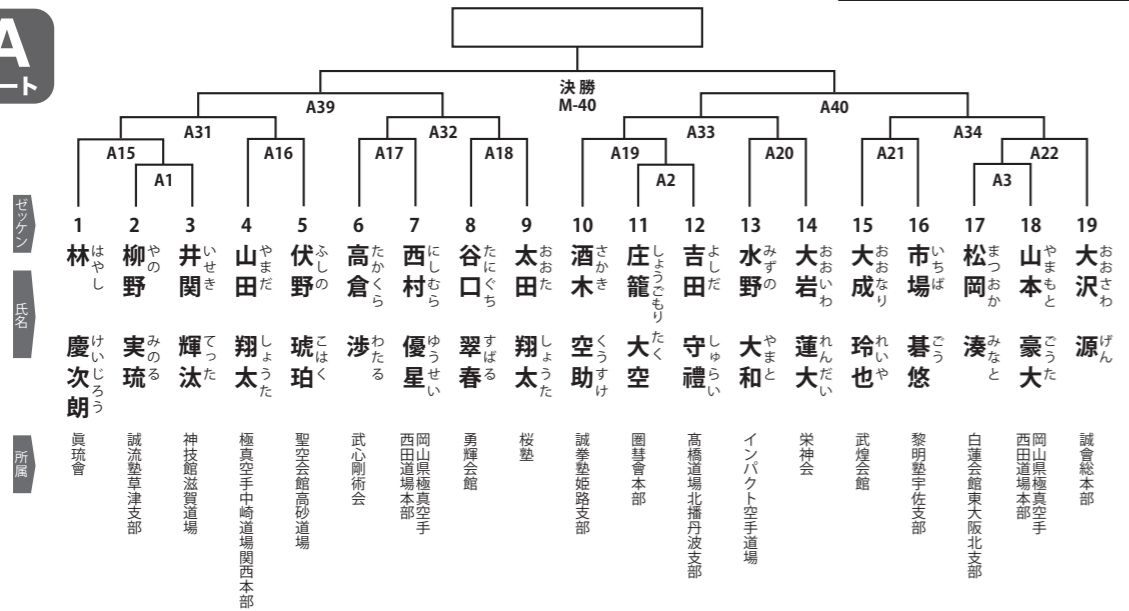 A
ート
決勝
M-40
A39
A40
A31
A32
A33
A34
A15
A16
A17
A18
A19
A20
A21
A22
A1
A2
A3
ゼッケン
1 2 3 4 5 6 7 8 9 10 11 12 13 14 15 16 17 18 19
氏名
林 慶次朗 はやし けいじろう
柳野 実琉 やの みのる
井関 輝汰 いせき てった
山田 翔太 やまだ しょうた
伏野 琥珀 ふしの こはく
高倉 渉 たかくら わたる
西村 優星 にしむら ゆうせい
谷口 翠春 たにぐち すばる
太田 翔太 おおた しょうた
酒木 空助 さかき くうすけ
庄籠 大空 しょうごもり たく
吉田 守禮 よしだ しゅらい
水野 大和 みずの やまと
大岩 蓮大 おおいわ れんだい
大成 玲也 おおなり れいや
市場 碁悠 いちば ごう
松岡 湊 まつおか みなと
山本 豪大 やまもと ごうた
大沢 源 おおさわ げん
所属
眞琉會
誠流塾草津支部
神技館滋賀道場
極真空手中崎道場関西本部
聖空会館高砂道場
武心剛術会
岡山県極真空手
西田道場本部
勇輝会館
桜塾
誠拳塾姫路支部
圏彗會本部
髙橋道場北播丹波支部
インパクト空手道場
栄神会
武煌会館
黎明塾宇佐支部
白蓮会館東大阪北支部
岡山県極真空手
西田道場本部
誠會総本部